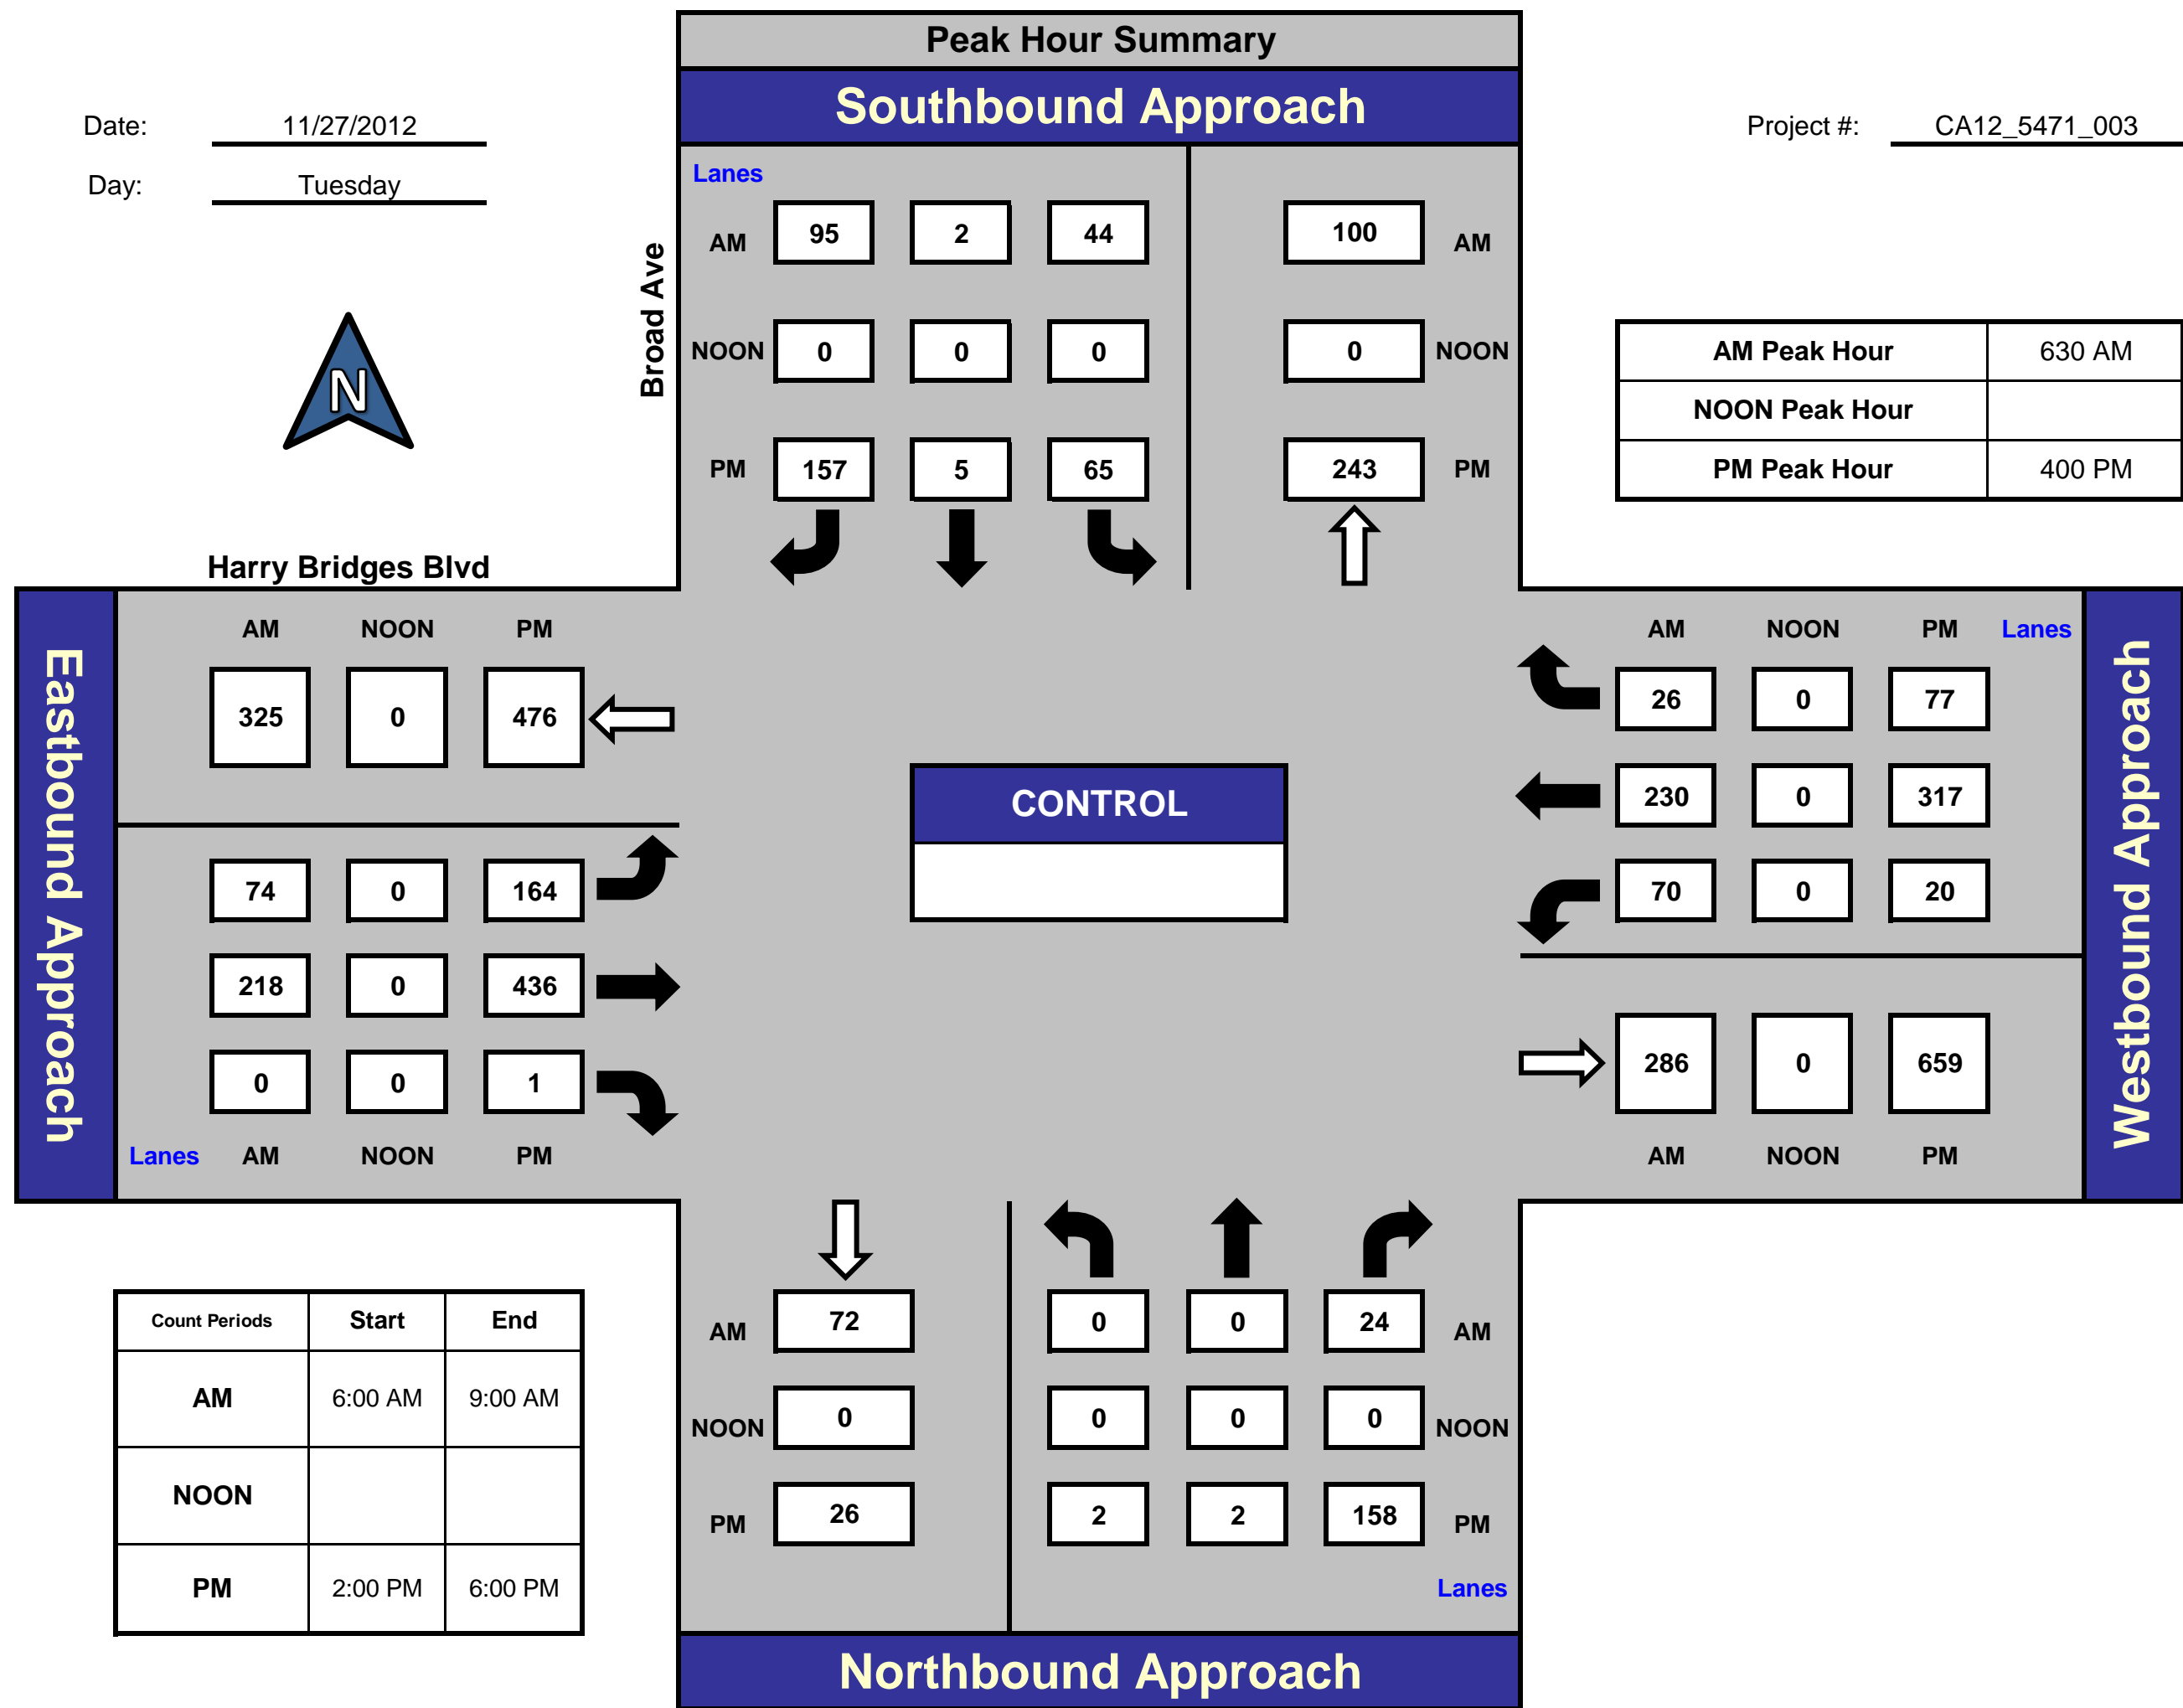 Peak Hour Summary
Southbound Approach
Date: 11/27/2012
Project #: CA12_5471_003
Day: Tuesday
Lanes
AM 95 2 44 100 AM
Broad Ave
N
NOON 0 0 0 0 NOON
AM Peak Hour 630 AM
NOON Peak Hour
PM Peak Hour 400 PM
PM 157 5 65 243 PM
Harry Bridges Blvd
Eastbound Approach
AM NOON PM
325 0 476
74 0 164
218 0 436
0 0 1
Lanes AM NOON PM
CONTROL
AM NOON PM Lanes
26 0 77
230 0 317
70 0 20
286 0 659
AM NOON PM
Westbound Approach
Count Periods Start End
AM 6:00 AM 9:00 AM
NOON
PM 2:00 PM 6:00 PM
AM 72 0 0 24 AM
NOON 0 0 0 0 NOON
PM 26 2 2 158 PM
Lanes
Northbound Approach